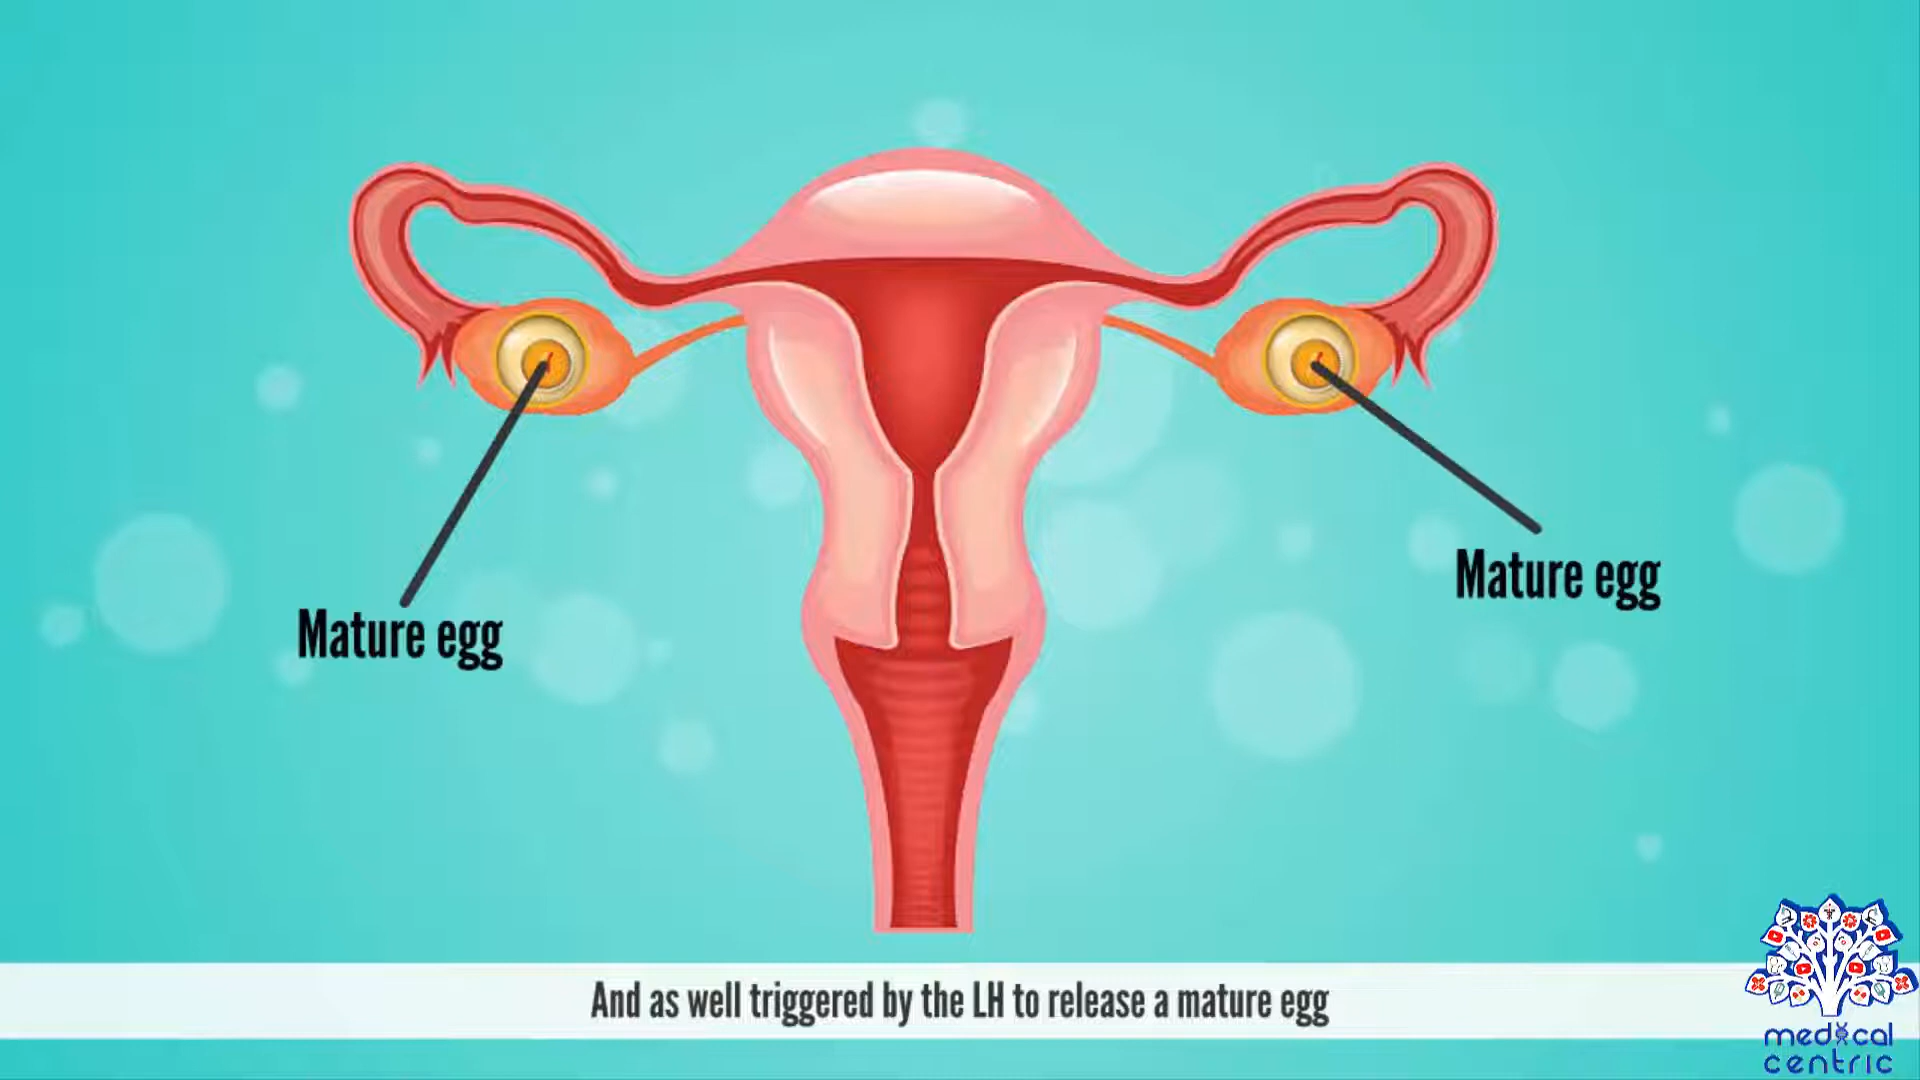 Mature egg
Mature egg
And as well triggered by the LH to release a mature egg
medical
centric